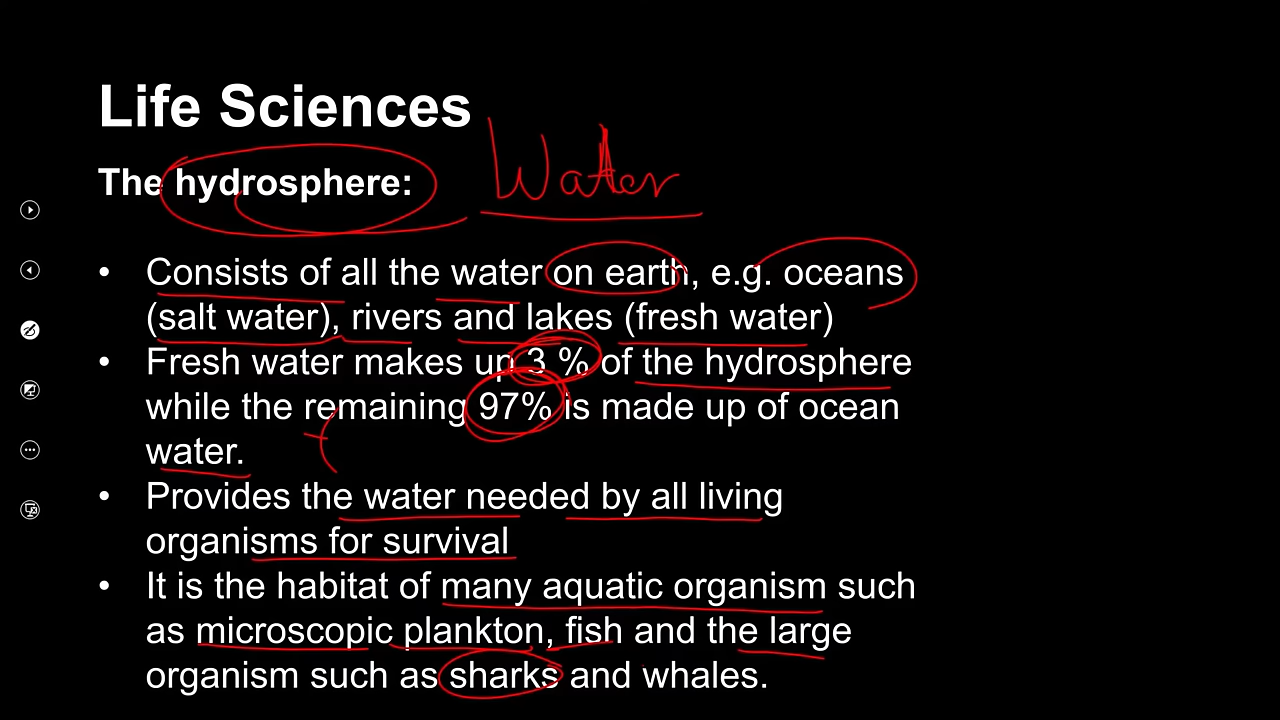 Life Sciences
The hydrosphere: Water
• Consists of all the water on earth, e.g. oceans
(salt water), rivers and lakes (fresh water)
• Fresh water makes up 3 % of the hydrosphere
while the remaining 97% is made up of ocean
water.
• Provides the water needed by all living
organisms for survival
• It is the habitat of many aquatic organism such
as microscopic plankton, fish and the large
organism such as sharks and whales.